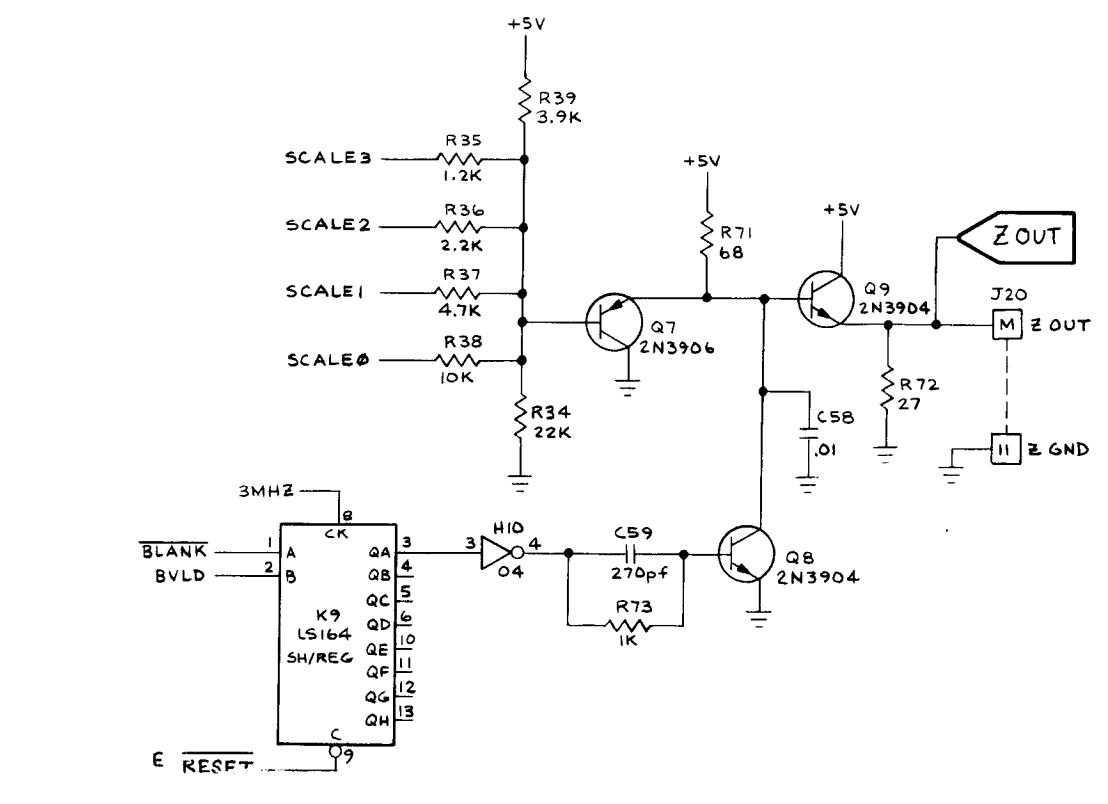 +5V
R39
3.9K
SCALE3
R35
1.2K
SCALE2
R36
2.2K
SCALE1
R37
4.7K
SCALEØ
R38
10K
R34
22K
Q7
2N3906
+5V
R71
68
+5V
Q9
2N3904
Z OUT
J20
M
Z OUT
R72
27
C58
.01
11
Z GND
3MHZ
8
CK
BLANK
1
A
BVLD
2
B
QA
3
QB
4
QC
5
QD
6
QE
10
QF
11
QG
12
QH
13
K9
LS164
SH/REG
C
9
E RESET
H10
3
4
04
C59
270pf
R73
1K
Q8
2N3904